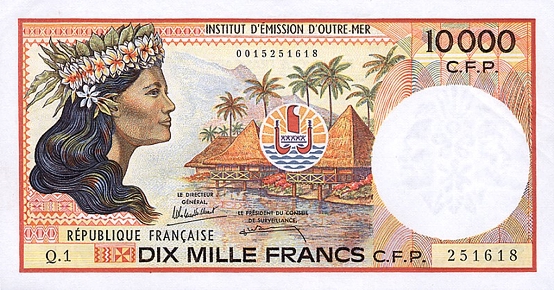 INSTITUT D'ÉMISSION D'OUTRE-MER
0015251618
10000
C.F.P.
LE DIRECTEUR
GÉNÉRAL,
LE PRÉSIDENT DU CONSEIL
DE SURVEILLANCE,
RÉPUBLIQUE FRANÇAISE
Q.1
DIX MILLE FRANCS C.F.P.
251618